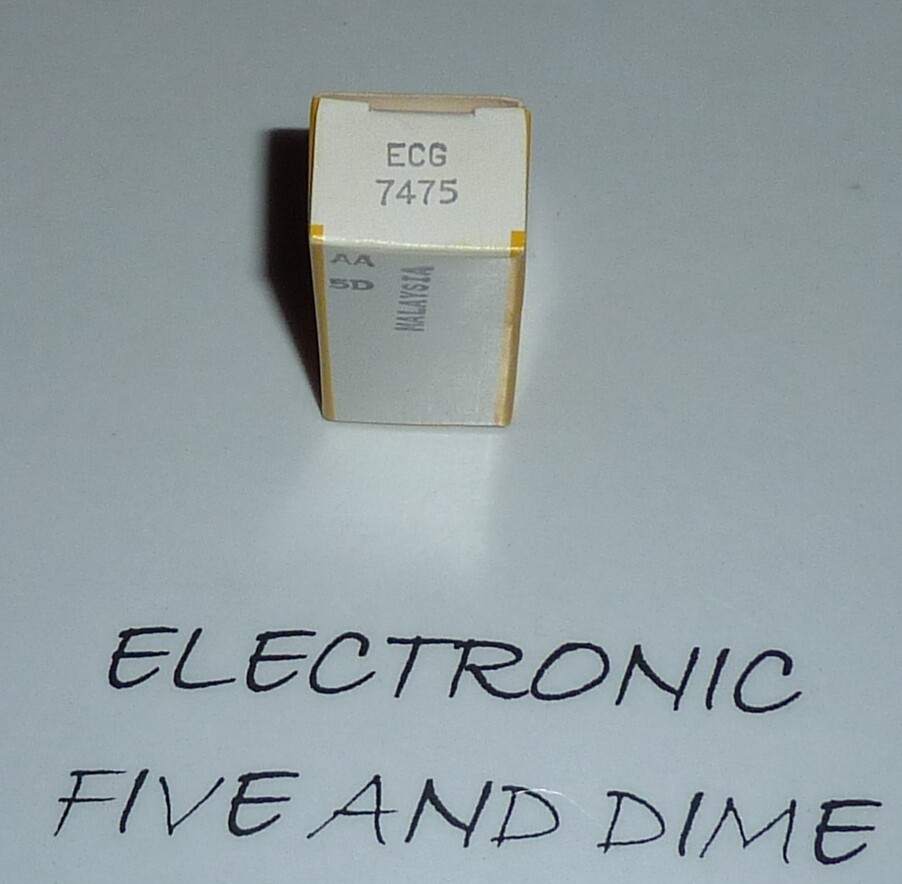 ECG
7475
AA
5D
MALAYSIA
ELECTRONIC
FIVE AND DIME